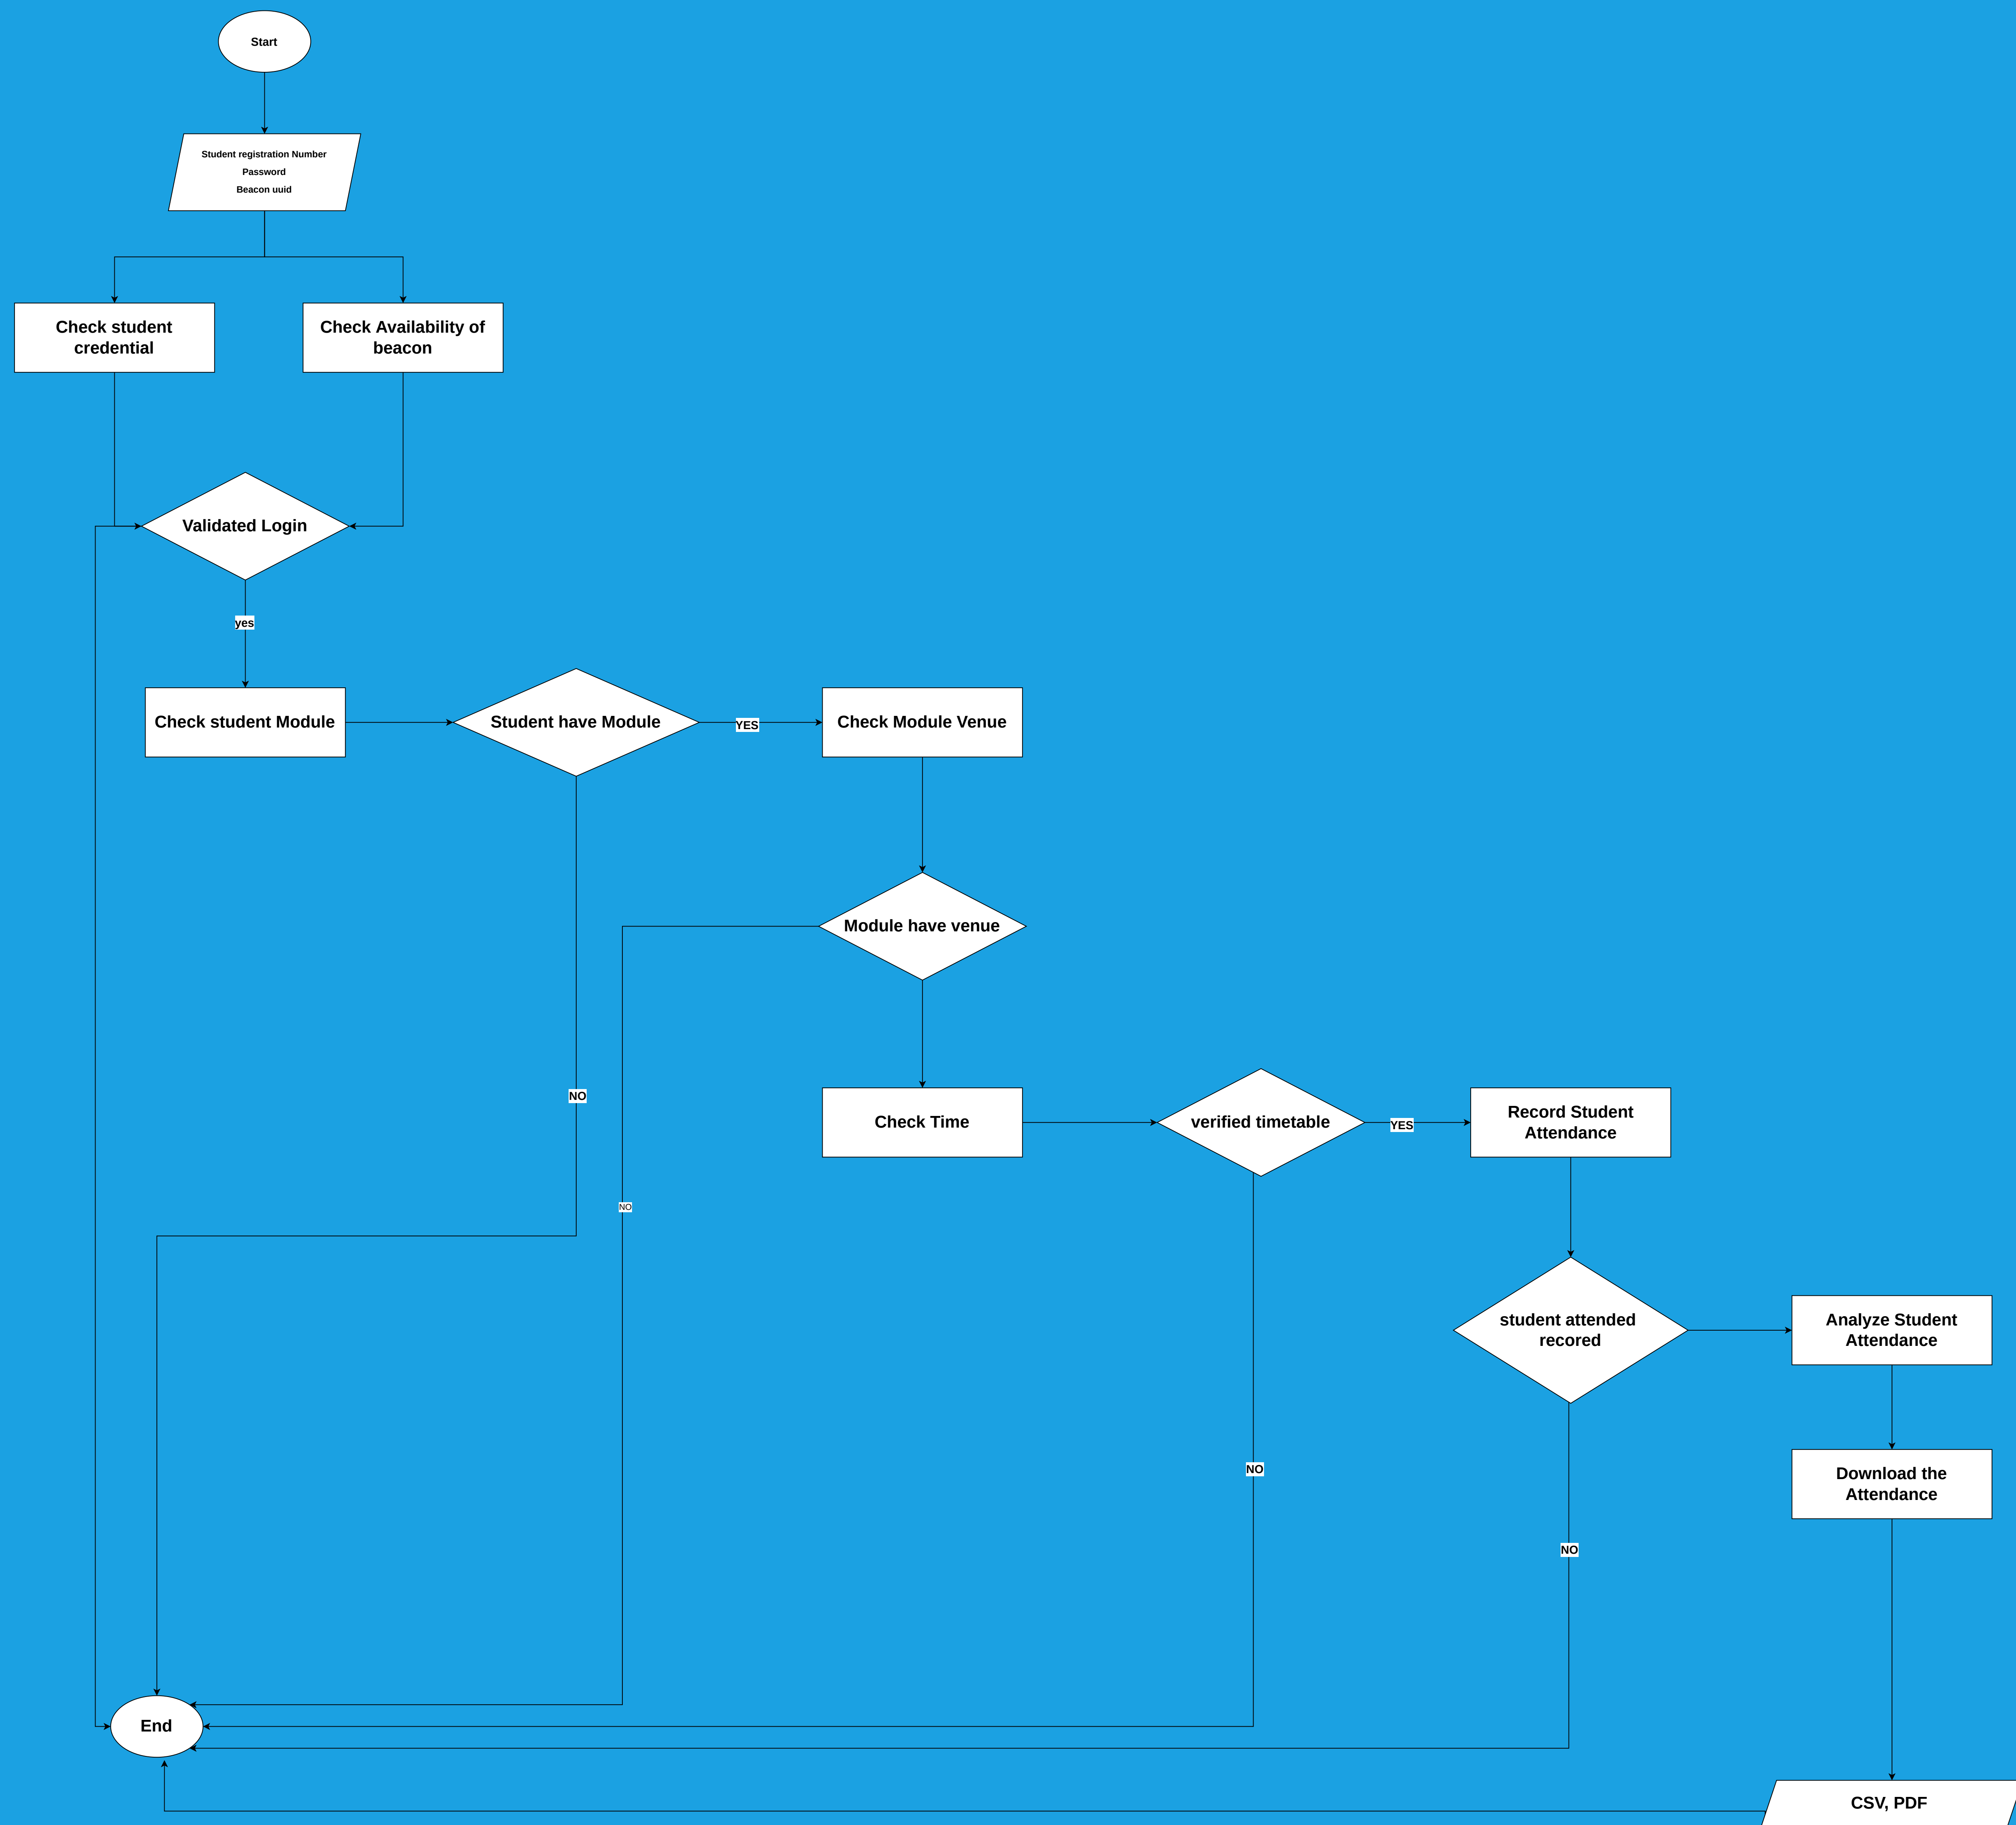 Start
Student registration Number
Password
Beacon uuid
Check student
credential
Check Availability of
beacon
Validated Login
yes
Check student Module
Student have Module
YES
Check Module Venue
Module have venue
NO
NO
Check Time
verified timetable
YES
Record Student
Attendance
student attended
recored
Analyze Student
Attendance
NO
Download the
Attendance
NO
End
CSV, PDF